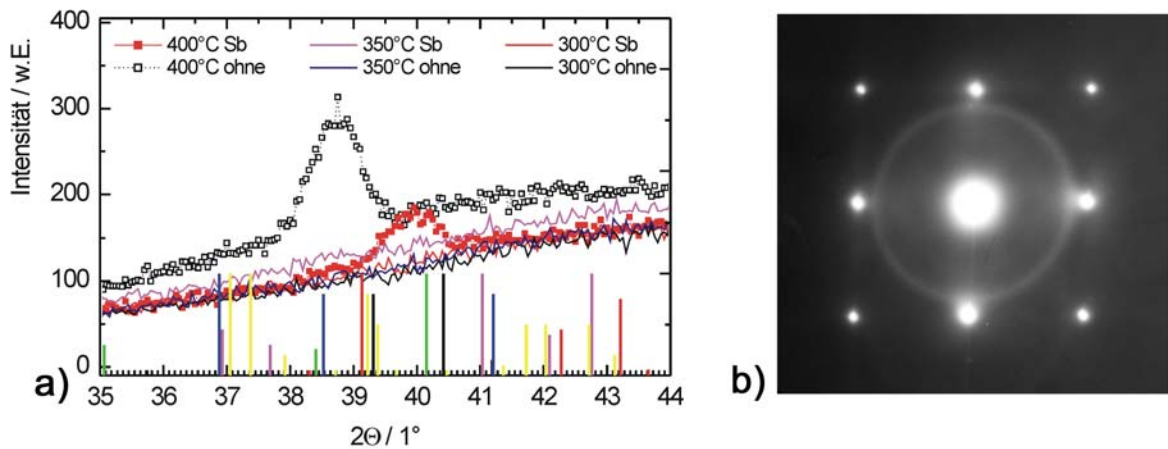 Intensität / w.E.
400
300
200
100
0
400°C Sb 350°C Sb 300°C Sb
400°C ohne 350°C ohne 300°C ohne
35 36 37 38 39 40 41 42 43 44
2Θ / 1°
a)
b)